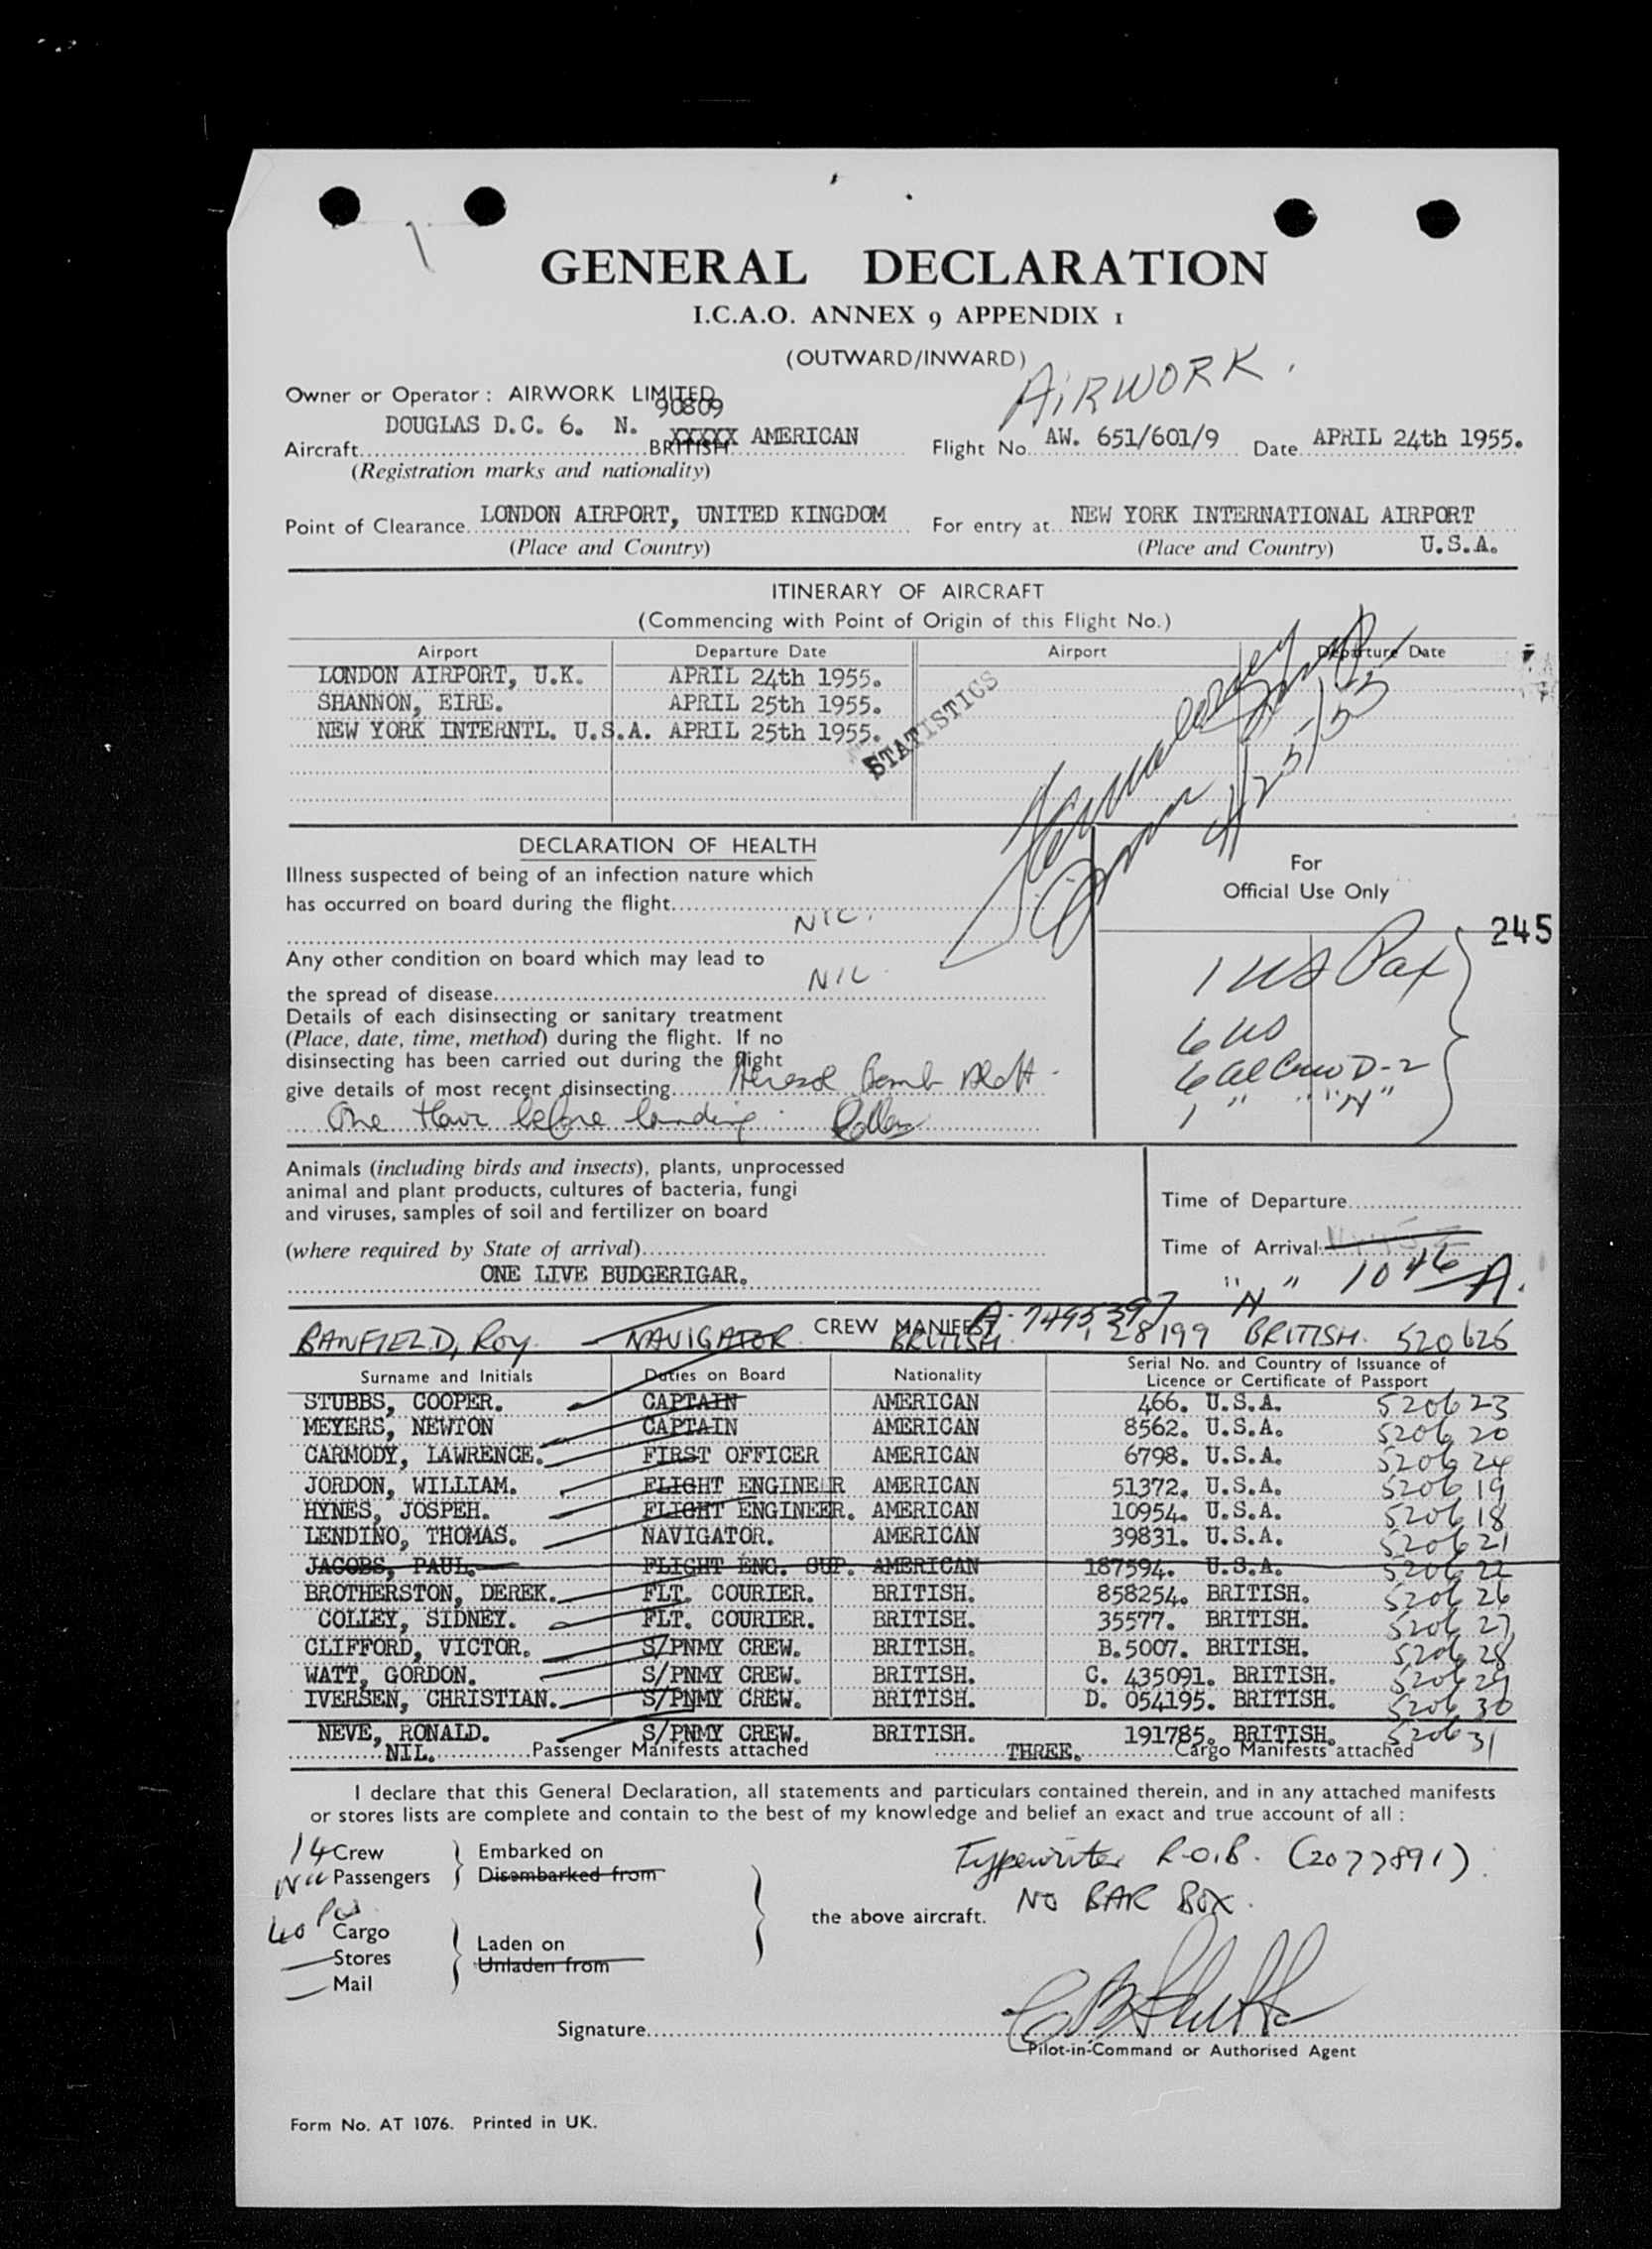 GENERAL DECLARATION
I.C.A.O. ANNEX 9 APPENDIX 1
(OUTWARD/INWARD)
AIRWORK.
Owner or Operator : AIRWORK LIMITED
90809
DOUGLAS D.C. 6. N. XXXXX AMERICAN
Aircraft BRITISH Flight No. AW. 651/601/9 Date APRIL 24th 1955.
(Registration marks and nationality)
Point of Clearance LONDON AIRPORT, UNITED KINGDOM For entry at NEW YORK INTERNATIONAL AIRPORT
(Place and Country) (Place and Country) U.S.A.
ITINERARY OF AIRCRAFT
(Commencing with Point of Origin of this Flight No.)
Airport Departure Date Airport Departure Date
LONDON AIRPORT, U.K. APRIL 24th 1955.
SHANNON, EIRE. APRIL 25th 1955.
NEW YORK INTERNTL. U.S.A. APRIL 25th 1955.
STATISTICS
4/25/55
DECLARATION OF HEALTH
Illness suspected of being of an infection nature which
has occurred on board during the flight
NIL.
Any other condition on board which may lead to
the spread of disease NIL.
Details of each disinsecting or sanitary treatment
(Place, date, time, method) during the flight. If no
disinsecting has been carried out during the flight
give details of most recent disinsecting Aerosol Bomb
One Hour before landing.
For
Official Use Only
245
1 US Pax
6 US
6 Al Crew D-2
1 " " "N"
Animals (including birds and insects), plants, unprocessed
animal and plant products, cultures of bacteria, fungi
and viruses, samples of soil and fertilizer on board
(where required by State of arrival)
ONE LIVE BUDGERIGAR.
Time of Departure
Time of Arrival
" " 1046 A.
N
CREW MANIFEST A-7495397
BANFIELD, ROY. NAVIGATOR. BRITISH. 28199 BRITISH. 520626
Surname and Initials Duties on Board Nationality Serial No. and Country of Issuance of Licence or Certificate of Passport
STUBBS, COOPER. CAPTAIN AMERICAN 466. U.S.A. 520623
MEYERS, NEWTON CAPTAIN AMERICAN 8562. U.S.A. 520620
CARMODY, LAWRENCE. FIRST OFFICER AMERICAN 6798. U.S.A. 520624
JORDON, WILLIAM. FLIGHT ENGINEER AMERICAN 51372. U.S.A. 520619
HYNES, JOSPEH. FLIGHT ENGINEER. AMERICAN 10954. U.S.A. 520618
LENDINO, THOMAS. NAVIGATOR. AMERICAN 39831. U.S.A. 520621
JACOBS, PAUL. FLIGHT ENG. SUP. AMERICAN 187594. U.S.A. 520622
BROTHERSTON, DEREK. FLT. COURIER. BRITISH. 858254. BRITISH. 520626
COLLEY, SIDNEY. FLT. COURIER. BRITISH. 35577. BRITISH. 520627
CLIFFORD, VICTOR. S/PNMY CREW. BRITISH. B.5007. BRITISH. 520628
WATT, GORDON. S/PNMY CREW. BRITISH. C. 435091. BRITISH. 520629
IVERSEN, CHRISTIAN. S/PNMY CREW. BRITISH. D. 054195. BRITISH. 520630
NEVE, RONALD. S/PNMY CREW. BRITISH. 191785. BRITISH. 520631
NIL. Passenger Manifests attached THREE. Cargo Manifests attached
I declare that this General Declaration, all statements and particulars contained therein, and in any attached manifests
or stores lists are complete and contain to the best of my knowledge and belief an exact and true account of all :
14 Crew
Nil Passengers
Embarked on
Disembarked from
40 Pcs. Cargo
Stores
Mail
Laden on
Unladen from
the above aircraft.
Typewriter R.O.B. (2077891).
NO BAR BOX.
Signature
Pilot-in-Command or Authorised Agent
Form No. AT 1076. Printed in UK.